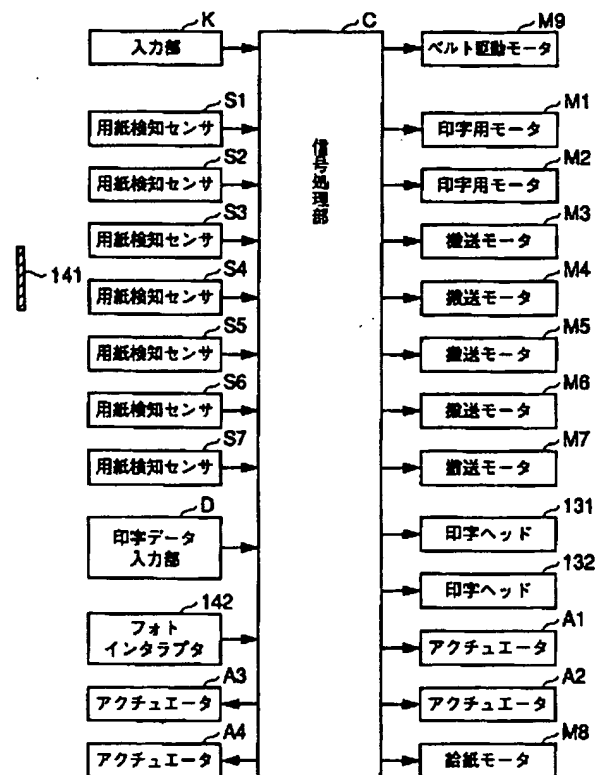 K
入力部
S1
用紙検知センサ
S2
用紙検知センサ
S3
用紙検知センサ
141
S4
用紙検知センサ
S5
用紙検知センサ
S6
用紙検知センサ
S7
用紙検知センサ
D
印字データ
入力部
142
フォト
インタラプタ
A3
アクチュエータ
A4
アクチュエータ
C
信号処理部
M9
ベルト駆動モータ
M1
印字用モータ
M2
印字用モータ
M3
搬送モータ
M4
搬送モータ
M5
搬送モータ
M6
搬送モータ
M7
搬送モータ
131
印字ヘッド
132
印字ヘッド
A1
アクチュエータ
A2
アクチュエータ
M8
給紙モータ